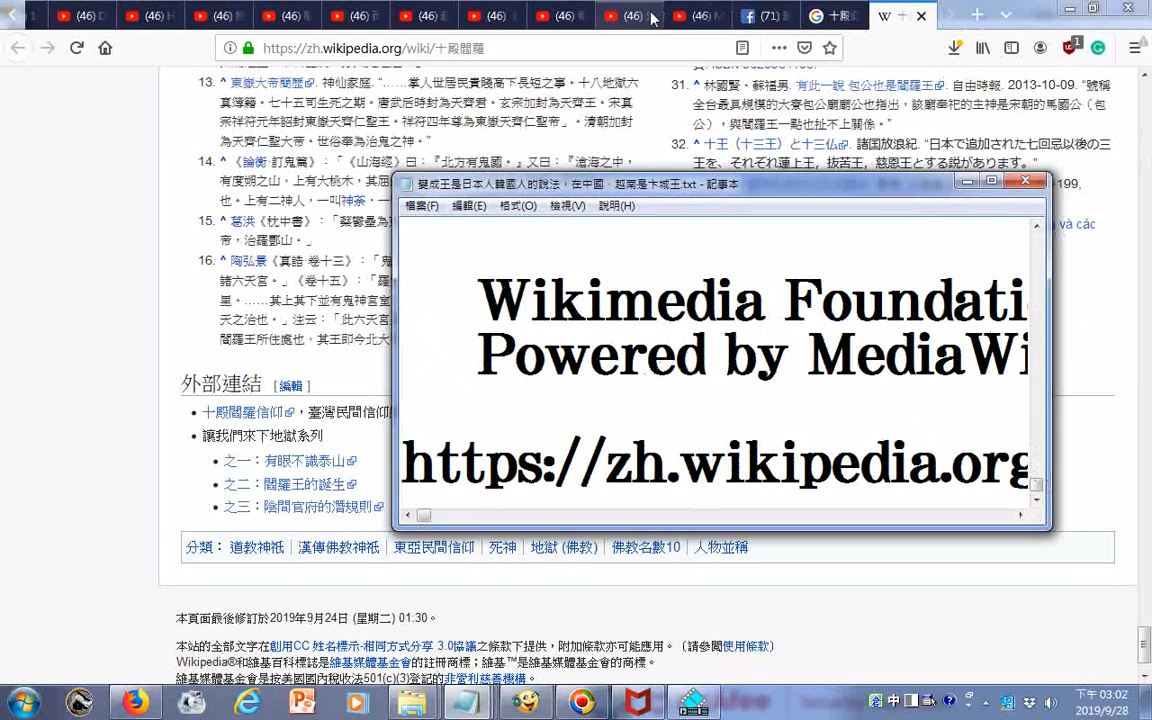 (46)
(46)
(46)
(46)
(46)
(46)
(46)
(46)
(46)
(46)
(71)
十殿
https://zh.wikipedia.org/wiki/十殿閻羅
13. ^ 東嶽大帝簡歷. 神仙家庭. “……掌人世居民貴賤高下長短之事。十八地獄六
真簿籍。七十五司生死之期。唐武后時封為天齊君。玄宗加封為天齊王。宋真
宗祥符元年詔封東嶽天齊仁聖王。祥符四年尊為東嶽天齊仁聖帝」。清朝加封
為天齊仁聖大帝。世俗奉為治鬼之神。”
14. ^ 《論衡·訂鬼篇》：「《山海經》曰：『北方有鬼國。』又曰：『滄海之中，
有度朔之山，上有大桃木，其屈
也。上有二神人，一叫神荼，
15. ^ 葛洪《枕中書》：「蔡鬱壘為
帝，治羅酆山。」
16. ^ 陶弘景《真誥·卷十三》：「鬼
諸六天宮。《卷十五》：「羅
里。……其上其下並有鬼神宮室
天之治也。」注云：「此六天宮
閻羅王所住處也，其王即今北大
31. ^ 林國賢、蘇福男. 有此一說 包公也是閻羅王. 自由時報. 2013-10-09. “號稱
全台最具規模的大寮包公廟廟公也指出，該廟奉祀的主神是宋朝的馬國公（包
公），與閻羅王一點也扯不上關係。”
32. ^ 十王（十三王）と十三仏. 諸国放浪紀. “日本で追加された七回忌以後の三
王を、それぞれ蓮上王，抜苦王，慈恩王とする説があります。”
-199,
và các
變成王是日本人韓國人的說法，在中國、越南是卡城王.txt - 記事本
檔案(F) 編輯(E) 格式(O) 檢視(V) 說明(H)
Wikimedia Foundati
Powered by MediaWi
https://zh.wikipedia.org
外部連結 [編輯]
• 十殿閻羅信仰，臺灣民間信仰
• 讓我們來下地獄系列
• 之一：有眼不識泰山
• 之二：閻羅王的誕生
• 之三：陰間官府的潛規則
分類： 道教神祇 | 漢傳佛教神祇 | 東亞民間信仰 | 死神 | 地獄 (佛教) | 佛教名數10 | 人物並稱
本頁面最後修訂於2019年9月24日 (星期二) 01:30。
本站的全部文字在創用CC 姓名標示-相同方式分享 3.0協議之條款下提供，附加條款亦可能應用。（請參閱使用條款）
Wikipedia®和維基百科標誌是維基媒體基金會的註冊商標；維基™是維基媒體基金會的商標。
維基媒體基金會是按美國國內稅收法501(c)(3)登記的非營利慈善機構。
中
下午 03:02
2019/9/28